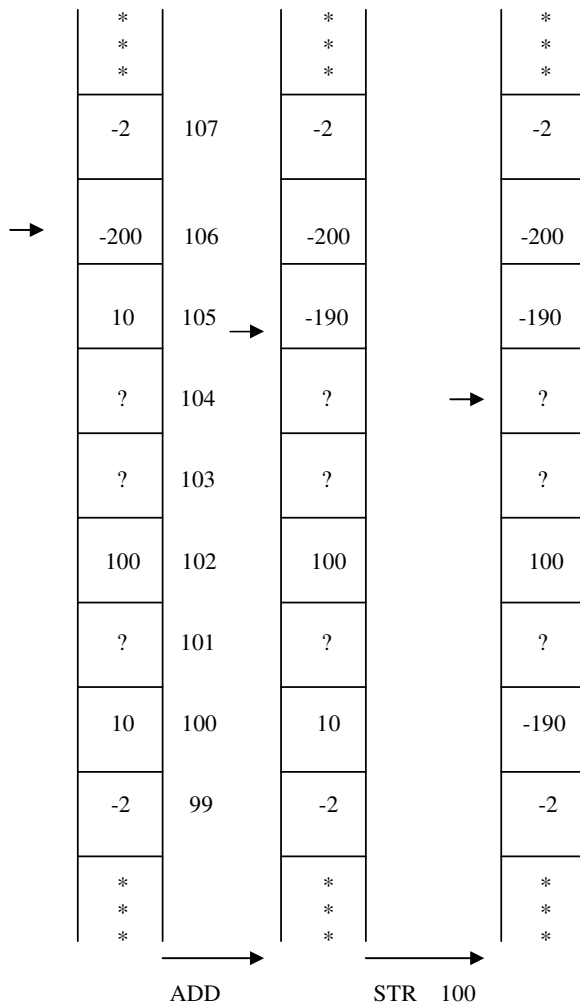 * * *
* * *
* * *
-2 107 -2 -2
-200 106 -200 -200
10 105 -190 -190
? 104 ? ?
? 103 ? ?
100 102 100 100
? 101 ? ?
10 100 10 -190
-2 99 -2 -2
* * *
* * *
* * *
ADD STR 100